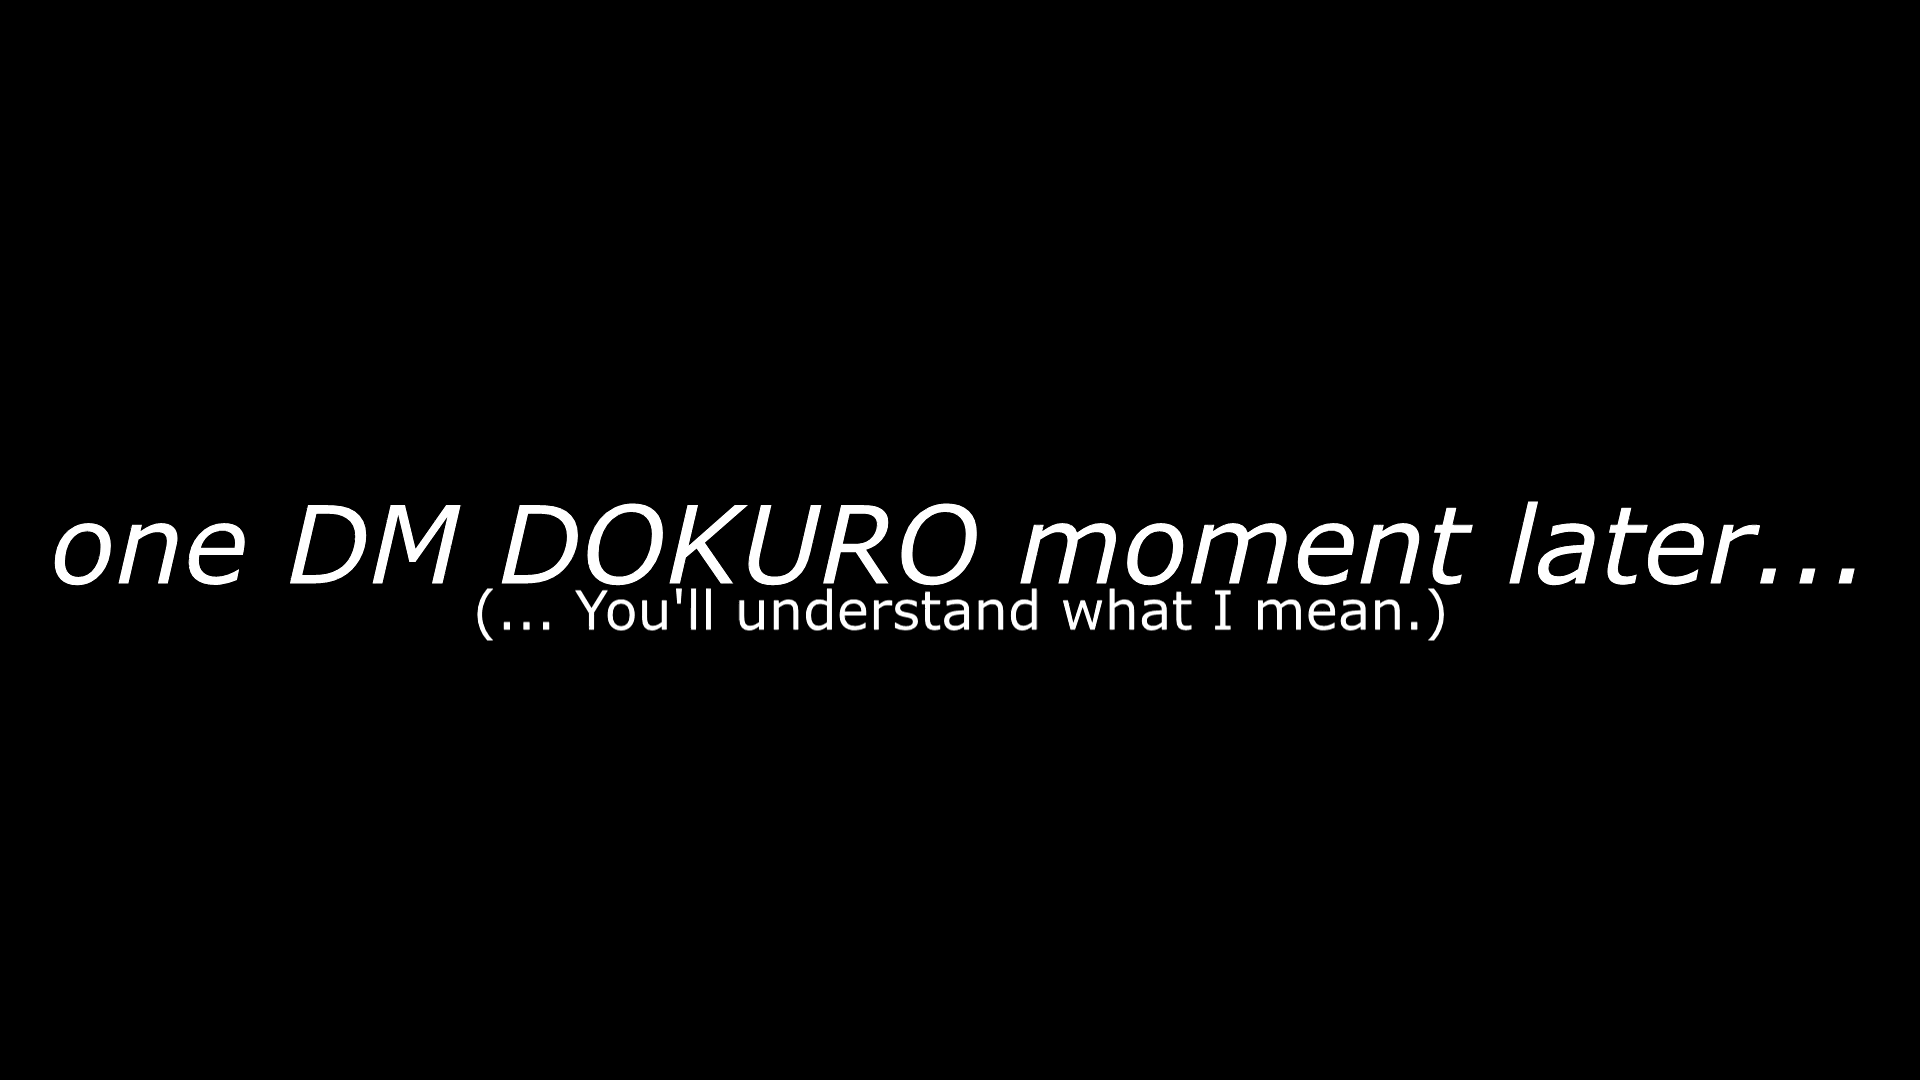 one DM DOKURO moment later...
(... You'll understand what I mean.)